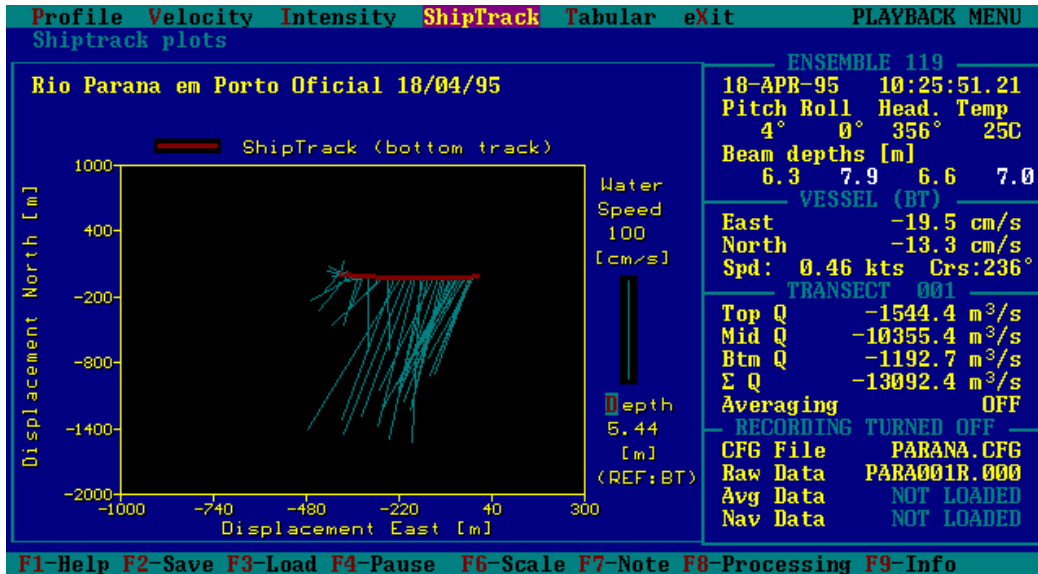 Profile Velocity Intensity ShipTrack Tabular eXit PLAYBACK MENU
Shiptrack plots
Rio Parana em Porto Oficial 18/04/95
ShipTrack (bottom track)
1000
400
-200
-800
-1400
-2000
Displacement North [m]
-1000 -740 -480 -220 40 300
Displacement East [m]
Water
Speed
100
[cm/s]
Depth
5.44
[m]
(REF:BT)
ENSEMBLE 119
18-APR-95 10:25:51.21
Pitch Roll Head. Temp
4° 0° 356° 25C
Beam depths [m]
6.3 7.9 6.6 7.0
VESSEL (BT)
East -19.5 cm/s
North -13.3 cm/s
Spd: 0.46 kts Crs:236°
TRANSECT 001
Top Q -1544.4 m³/s
Mid Q -10355.4 m³/s
Btm Q -1192.7 m³/s
Σ Q -13092.4 m³/s
Averaging OFF
RECORDING TURNED OFF
CFG File PARANA.CFG
Raw Data PARA001R.000
Avg Data NOT LOADED
Nav Data NOT LOADED
F1-Help F2-Save F3-Load F4-Pause F6-Scale F7-Note F8-Processing F9-Info